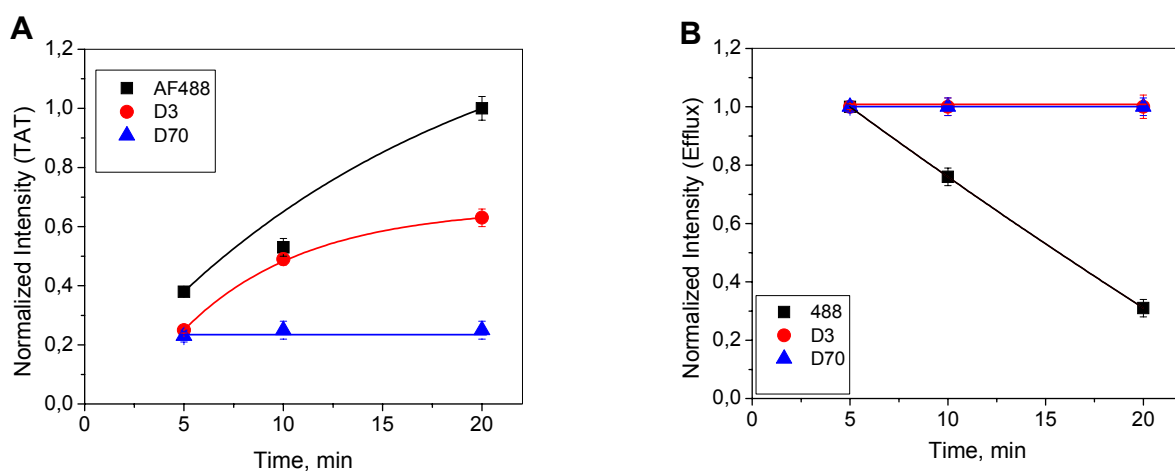 A
Normalized Intensity (TAT)
1,2
1,0
0,8
0,6
0,4
0,2
0,0
AF488
D3
D70
0 5 10 15 20
Time, min
B
Normalized Intensity (Efflux)
1,2
1,0
0,8
0,6
0,4
0,2
0,0
488
D3
D70
0 5 10 15 20
Time, min